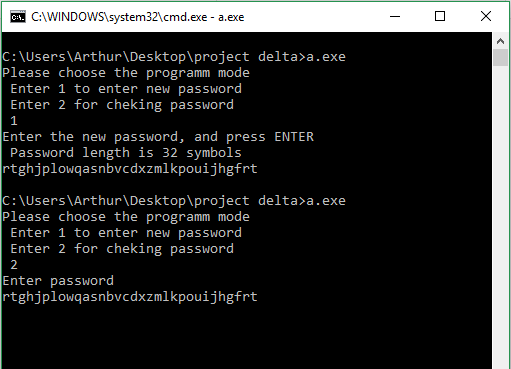 C:\WINDOWS\system32\cmd.exe - a.exe
C:\Users\Arthur\Desktop\project delta>a.exe
Please choose the programm mode
Enter 1 to enter new password
Enter 2 for cheking password
1
Enter the new password, and press ENTER
Password length is 32 symbols
rtghjplowqasnbvcdxzmlkpouijhgfrt
C:\Users\Arthur\Desktop\project delta>a.exe
Please choose the programm mode
Enter 1 to enter new password
Enter 2 for cheking password
2
Enter password
rtghjplowqasnbvcdxzmlkpouijhgfrt